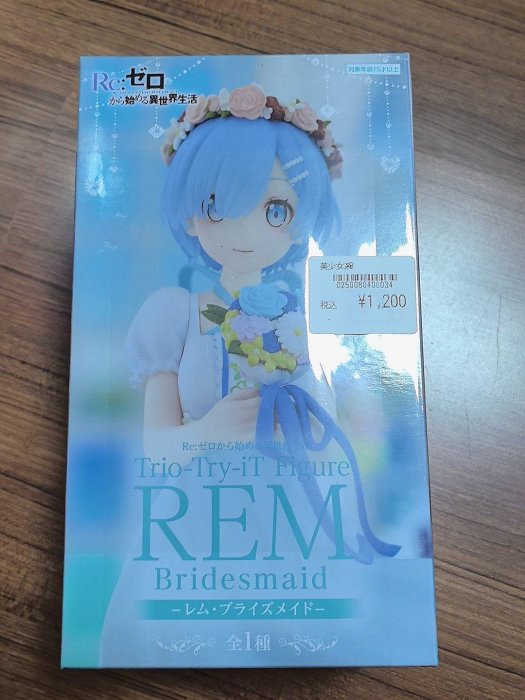 Re:ゼロ
から始める異世界生活
対象年齢15才以上
美少女系
0250080400034
税込 ¥1,200
Re:ゼロから始める異世界
Trio-Try-iT Figure
REM
Bridesmaid
−レム・ブライズメイド−
全1種